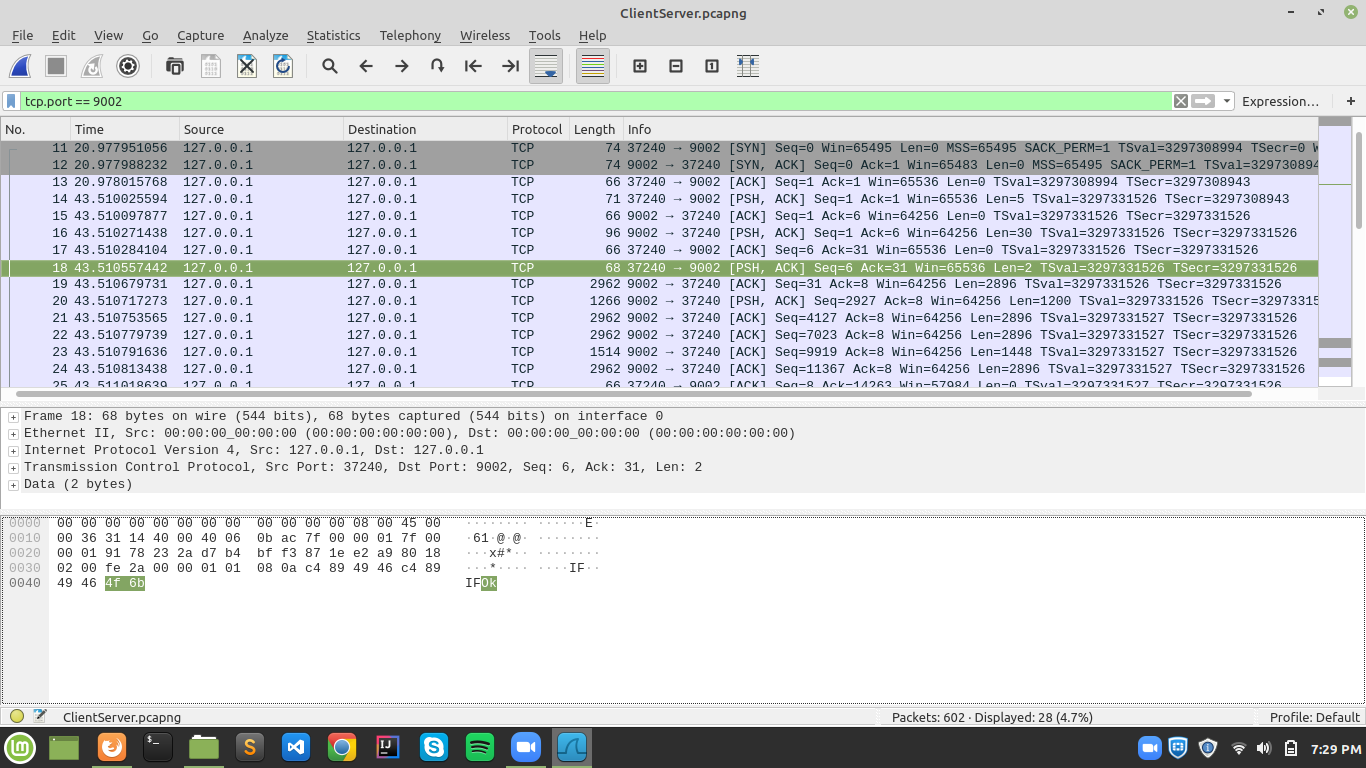 ClientServer.pcapng
File Edit View Go Capture Analyze Statistics Telephony Wireless Tools Help
tcp.port == 9002 Expression… +
No. Time Source Destination Protocol Length Info
11 20.977951056 127.0.0.1 127.0.0.1 TCP 74 37240 → 9002 [SYN] Seq=0 Win=65495 Len=0 MSS=65495 SACK_PERM=1 TSval=3297308994 TSecr=0 W
12 20.977988232 127.0.0.1 127.0.0.1 TCP 74 9002 → 37240 [SYN, ACK] Seq=0 Ack=1 Win=65483 Len=0 MSS=65495 SACK_PERM=1 TSval=329730894
13 20.978015768 127.0.0.1 127.0.0.1 TCP 66 37240 → 9002 [ACK] Seq=1 Ack=1 Win=65536 Len=0 TSval=3297308994 TSecr=3297308943
14 43.510025594 127.0.0.1 127.0.0.1 TCP 71 37240 → 9002 [PSH, ACK] Seq=1 Ack=1 Win=65536 Len=5 TSval=3297331526 TSecr=3297308943
15 43.510097877 127.0.0.1 127.0.0.1 TCP 66 9002 → 37240 [ACK] Seq=1 Ack=6 Win=64256 Len=0 TSval=3297331526 TSecr=3297331526
16 43.510271438 127.0.0.1 127.0.0.1 TCP 96 9002 → 37240 [PSH, ACK] Seq=1 Ack=6 Win=64256 Len=30 TSval=3297331526 TSecr=3297331526
17 43.510284104 127.0.0.1 127.0.0.1 TCP 66 37240 → 9002 [ACK] Seq=6 Ack=31 Win=65536 Len=0 TSval=3297331526 TSecr=3297331526
18 43.510557442 127.0.0.1 127.0.0.1 TCP 68 37240 → 9002 [PSH, ACK] Seq=6 Ack=31 Win=65536 Len=2 TSval=3297331526 TSecr=3297331526
19 43.510679731 127.0.0.1 127.0.0.1 TCP 2962 9002 → 37240 [ACK] Seq=31 Ack=8 Win=64256 Len=2896 TSval=3297331526 TSecr=3297331526
20 43.510717273 127.0.0.1 127.0.0.1 TCP 1266 9002 → 37240 [PSH, ACK] Seq=2927 Ack=8 Win=64256 Len=1200 TSval=3297331526 TSecr=32973315
21 43.510753565 127.0.0.1 127.0.0.1 TCP 2962 9002 → 37240 [ACK] Seq=4127 Ack=8 Win=64256 Len=2896 TSval=3297331527 TSecr=3297331526
22 43.510779739 127.0.0.1 127.0.0.1 TCP 2962 9002 → 37240 [ACK] Seq=7023 Ack=8 Win=64256 Len=2896 TSval=3297331527 TSecr=3297331526
23 43.510791636 127.0.0.1 127.0.0.1 TCP 1514 9002 → 37240 [ACK] Seq=9919 Ack=8 Win=64256 Len=1448 TSval=3297331527 TSecr=3297331526
24 43.510813438 127.0.0.1 127.0.0.1 TCP 2962 9002 → 37240 [ACK] Seq=11367 Ack=8 Win=64256 Len=2896 TSval=3297331527 TSecr=3297331526
25 43.511018639 127.0.0.1 127.0.0.1 TCP 66 37240 → 9002 [ACK] Seq=8 Ack=14263 Win=57984 Len=0 TSval=3297331527 TSecr=3297331526
Frame 18: 68 bytes on wire (544 bits), 68 bytes captured (544 bits) on interface 0
Ethernet II, Src: 00:00:00_00:00:00 (00:00:00:00:00:00), Dst: 00:00:00_00:00:00 (00:00:00:00:00:00)
Internet Protocol Version 4, Src: 127.0.0.1, Dst: 127.0.0.1
Transmission Control Protocol, Src Port: 37240, Dst Port: 9002, Seq: 6, Ack: 31, Len: 2
Data (2 bytes)
0000 00 00 00 00 00 00 00 00 00 00 00 00 08 00 45 00 ········ ······E·
0010 00 36 31 14 40 00 40 06 0b ac 7f 00 00 01 7f 00 ·61·@·@· ········
0020 00 01 91 78 23 2a d7 b4 bf f3 87 1e e2 a9 80 18 ···x#*·· ········
0030 02 00 fe 2a 00 00 01 01 08 0a c4 89 49 46 c4 89 ···*···· ····IF··
0040 49 46 4f 6b IFOk
ClientServer.pcapng Packets: 602 · Displayed: 28 (4.7%) Profile: Default
7:29 PM